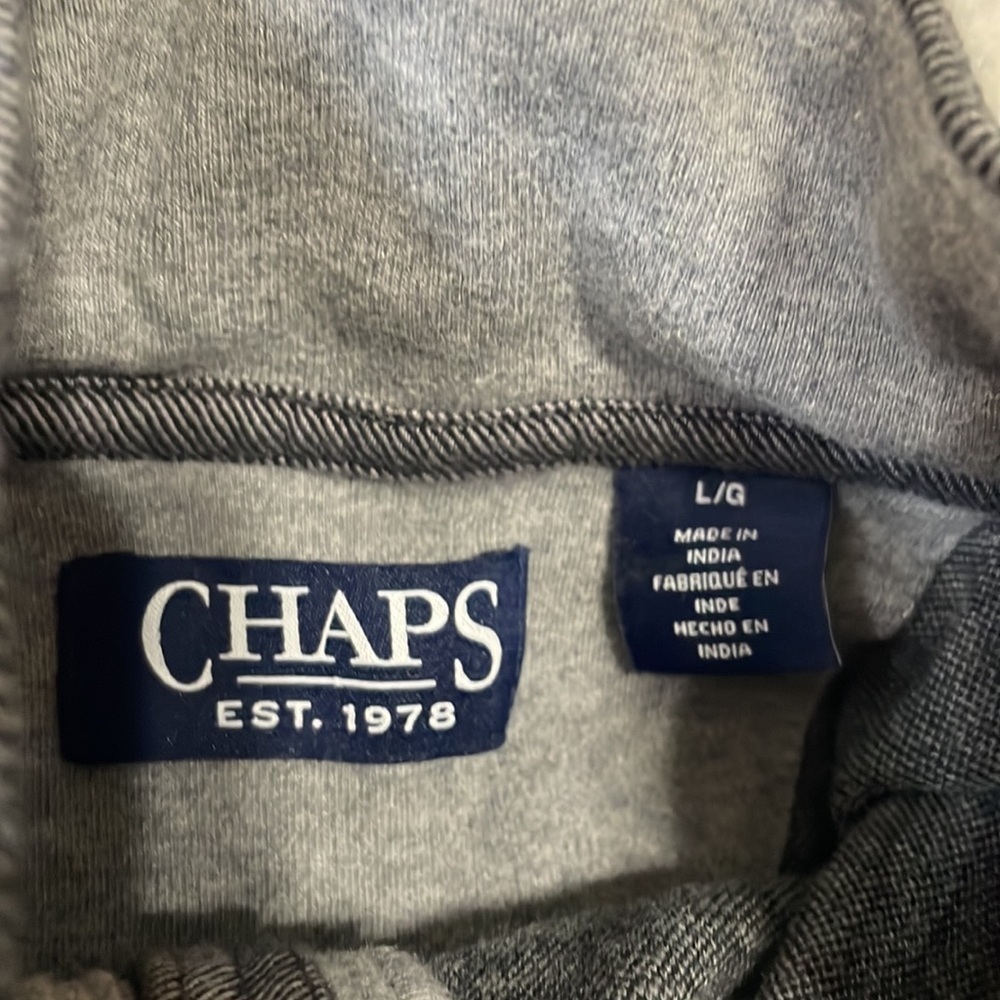 CHAPS
EST. 1978
L/G
MADE IN
INDIA
FABRIQUÉ EN
INDE
HECHO EN
INDIA